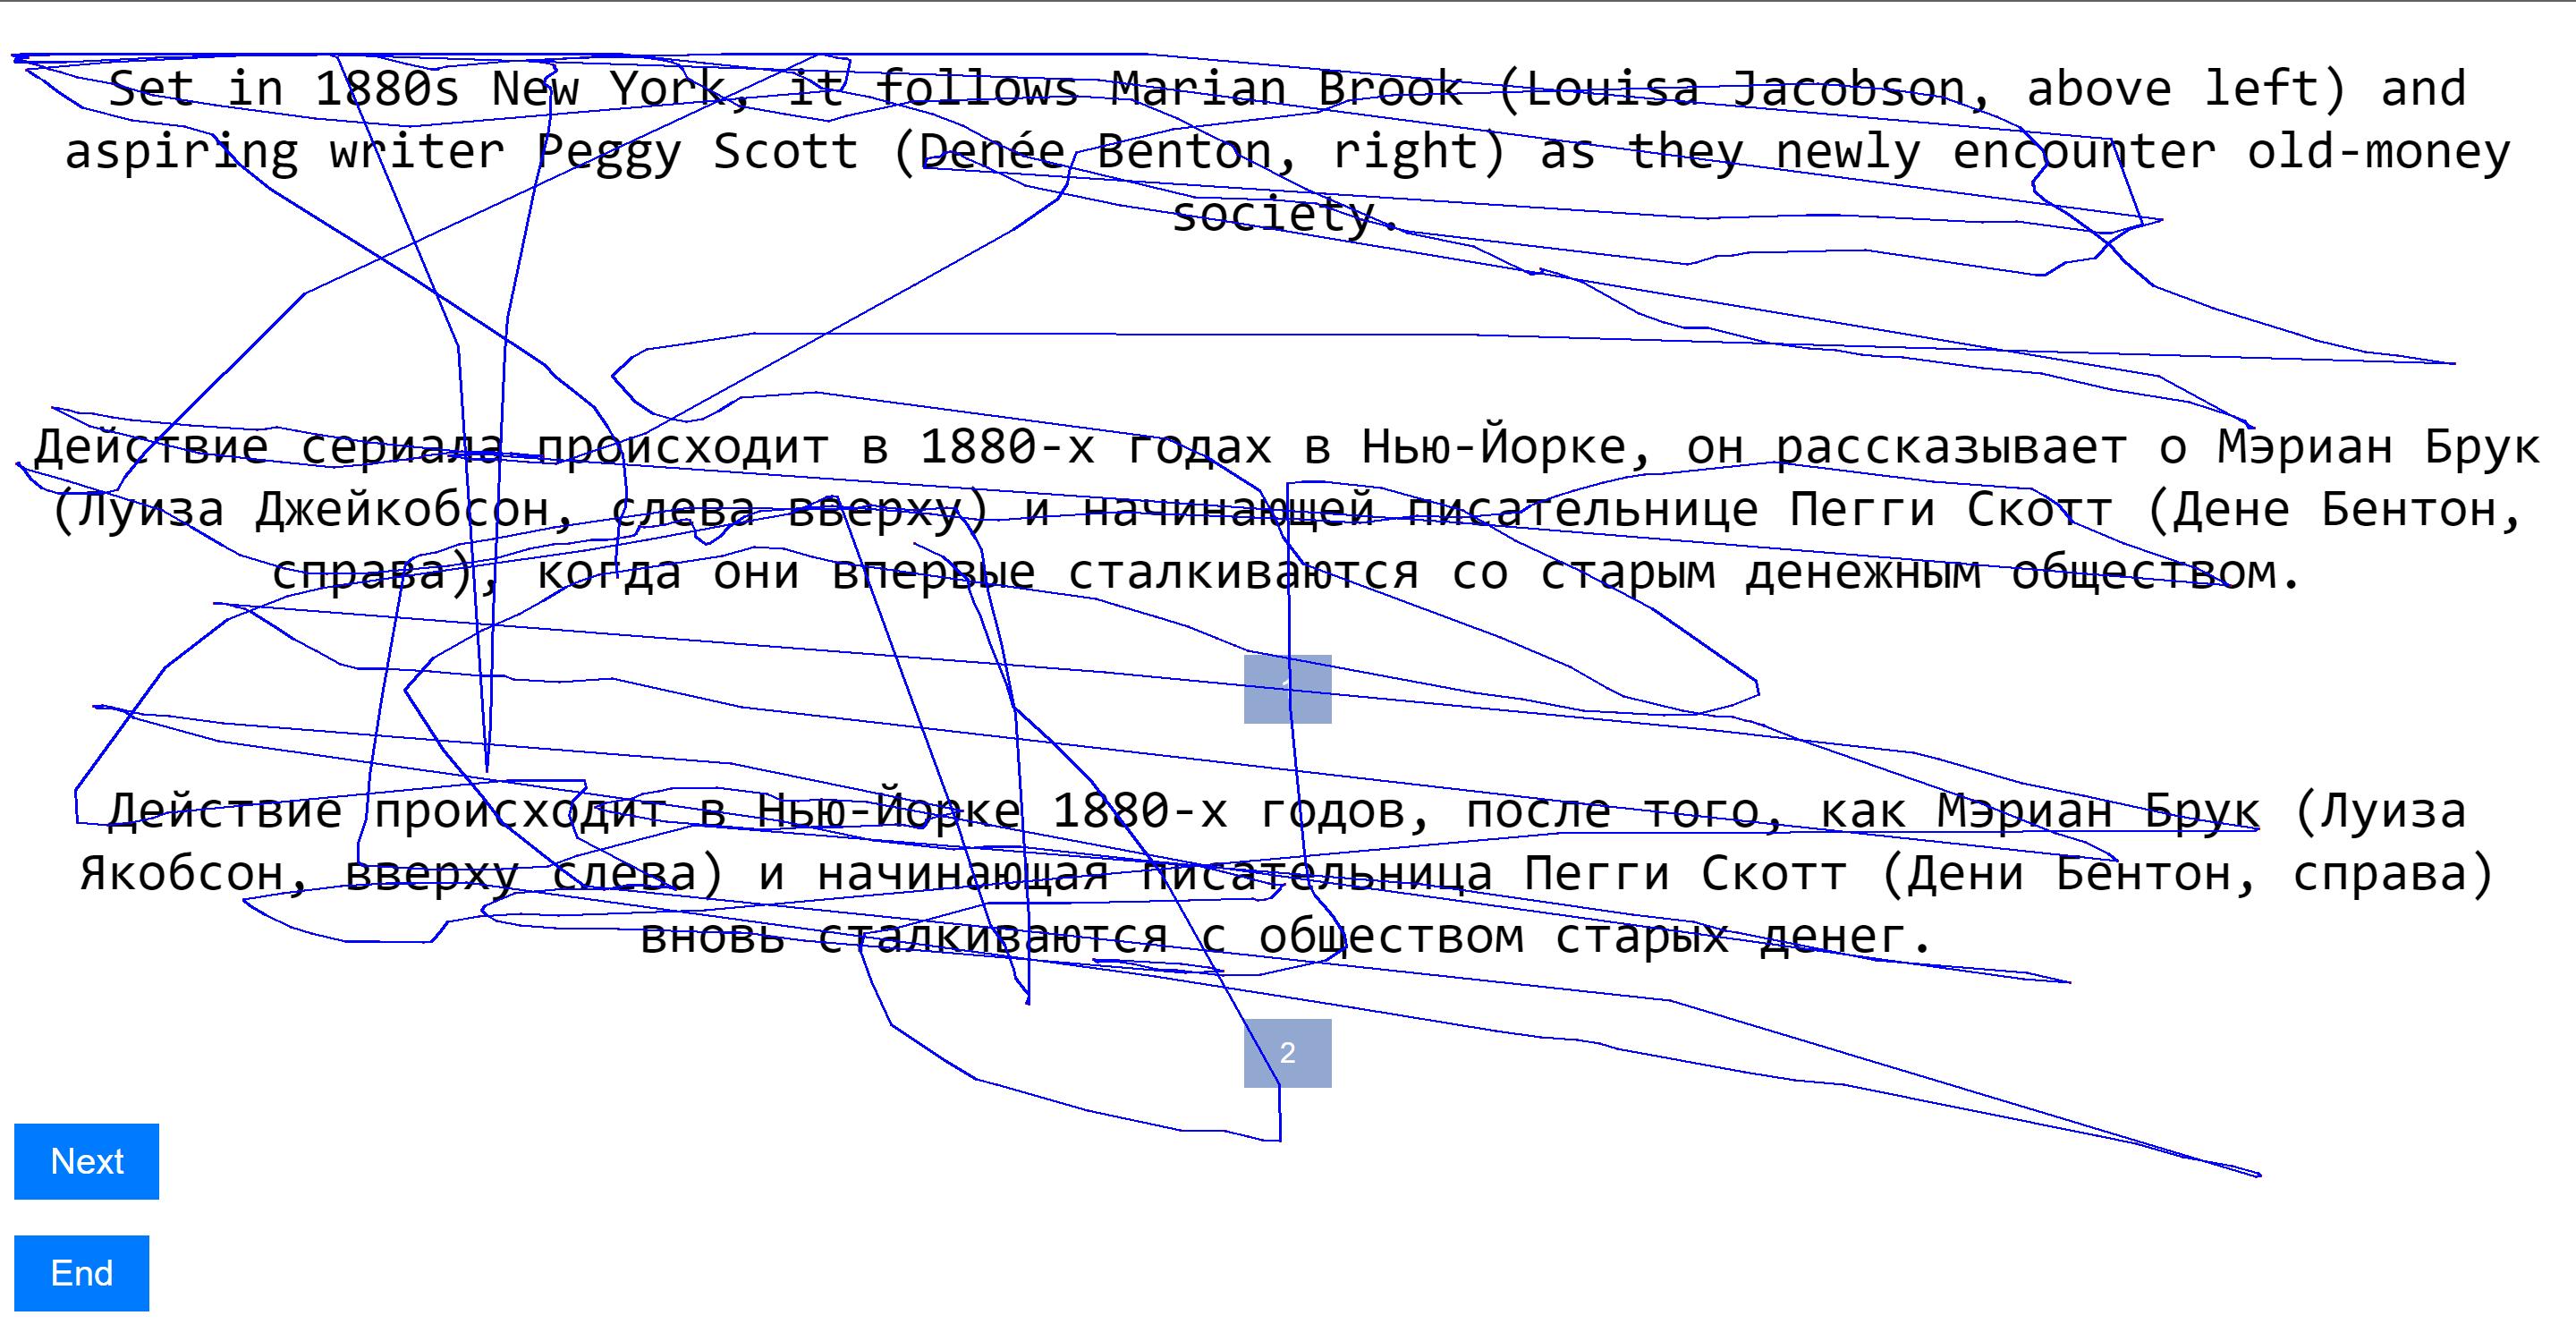 Set in 1880s New York, it follows Marian Brook (Louisa Jacobson, above left) and
aspiring writer Peggy Scott (Denée Benton, right) as they newly encounter old-money
society.
Действие сериала происходит в 1880-х годах в Нью-Йорке, он рассказывает о Мэриан Брук
(Луиза Джейкобсон, слева вверху) и начинающей писательнице Пегги Скотт (Дене Бентон,
справа), когда они впервые сталкиваются со старым денежным обществом.
1
Действие происходит в Нью-Йорке 1880-х годов, после того, как Мэриан Брук (Луиза
Якобсон, вверху слева) и начинающая писательница Пегги Скотт (Дени Бентон, справа)
вновь сталкиваются с обществом старых денег.
2
Next
End